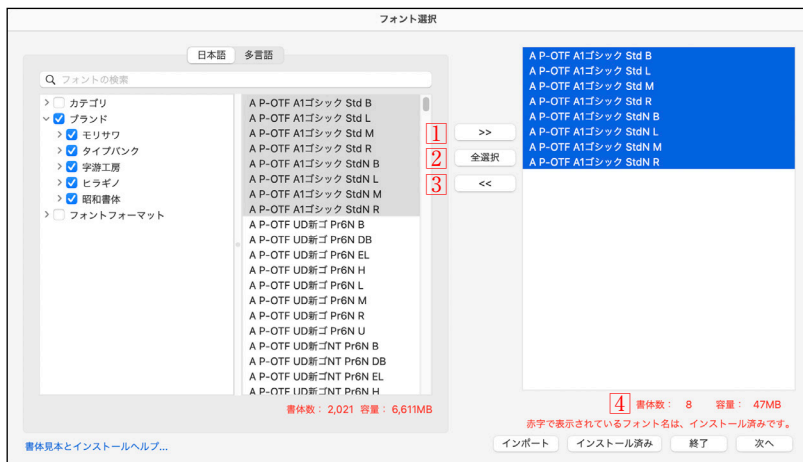 フォント選択
日本語 多言語
フォントの検索
カテゴリ
ブランド
モリサワ
タイプバンク
字游工房
ヒラギノ
昭和書体
フォントフォーマット
A P-OTF A1ゴシック Std B
A P-OTF A1ゴシック Std L
A P-OTF A1ゴシック Std M
A P-OTF A1ゴシック Std R
A P-OTF A1ゴシック StdN B
A P-OTF A1ゴシック StdN L
A P-OTF A1ゴシック StdN M
A P-OTF A1ゴシック StdN R
A P-OTF UD新ゴ Pr6N B
A P-OTF UD新ゴ Pr6N DB
A P-OTF UD新ゴ Pr6N EL
A P-OTF UD新ゴ Pr6N H
A P-OTF UD新ゴ Pr6N L
A P-OTF UD新ゴ Pr6N M
A P-OTF UD新ゴ Pr6N R
A P-OTF UD新ゴ Pr6N U
A P-OTF UD新ゴNT Pr6N B
A P-OTF UD新ゴNT Pr6N DB
A P-OTF UD新ゴNT Pr6N EL
A P-OTF UD新ゴNT Pr6N H
書体数: 2,021 容量: 6,611MB
1 >>
2 全選択
3 <<
A P-OTF A1ゴシック Std B
A P-OTF A1ゴシック Std L
A P-OTF A1ゴシック Std M
A P-OTF A1ゴシック Std R
A P-OTF A1ゴシック StdN B
A P-OTF A1ゴシック StdN L
A P-OTF A1ゴシック StdN M
A P-OTF A1ゴシック StdN R
4 書体数: 8 容量: 47MB
赤字で表示されているフォント名は、インストール済みです。
書体見本とインストールヘルプ...
インポート インストール済み 終了 次へ